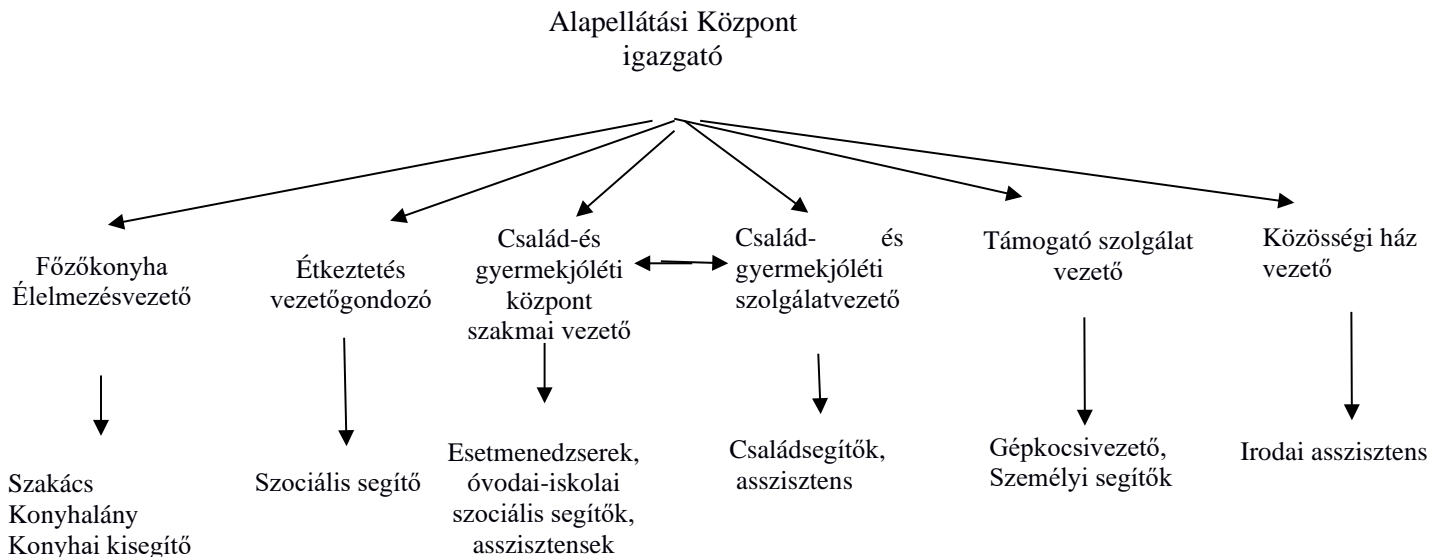 Alapellátási Központ
igazgató
Főzőkonyha
Élelmezésvezető
Étkeztetés
vezetőgondozó
Család-és
gyermekjóléti
központ
szakmai vezető
Család- és
gyermekjóléti
szolgálatvezető
Támogató szolgálat
vezető
Közösségi ház
vezető
Szakács
Konyhalány
Konyhai kisegítő
Szociális segítő
Esetmenedzserek,
óvodai-iskolai
szociális segítők,
asszisztensek
Családsegítők,
asszisztens
Gépkocsivezető,
Személyi segítők
Irodai asszisztens